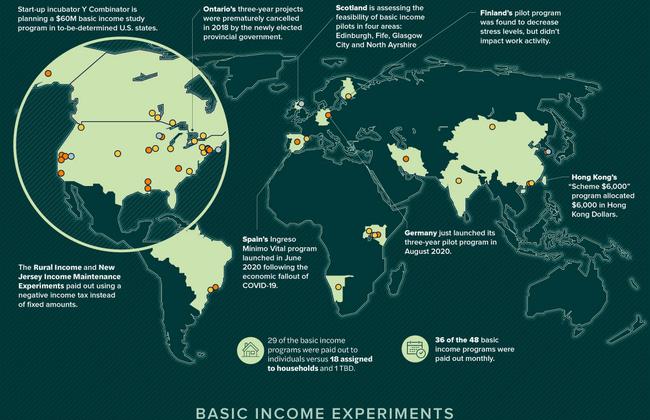 Start-up incubator Y Combinator is
planning a $60M basic income study
program in to-be-determined U.S. states.
Ontario's three-year projects
were prematurely cancelled
in 2018 by the newly elected
provincial government.
Scotland is assessing the
feasibility of basic income
pilots in four areas:
Edinburgh, Fife, Glasgow
City and North Ayrshire
Finland's pilot program
was found to decrease
stress levels, but didn't
impact work activity.
Hong Kong's
"Scheme $6,000"
program allocated
$6,000 in Hong
Kong Dollars.
Spain's Ingreso
Mínimo Vital program
launched in June
2020 following the
economic fallout of
COVID-19.
Germany just launched its
three-year pilot program in
August 2020.
The Rural Income and New
Jersey Income Maintenance
Experiments paid out using a
negative income tax instead
of fixed amounts.
29 of the basic income
programs were paid out to
individuals versus 18 assigned
to households and 1 TBD.
36 of the 48 basic
income programs were
paid out monthly.
BASIC INCOME EXPERIMENTS